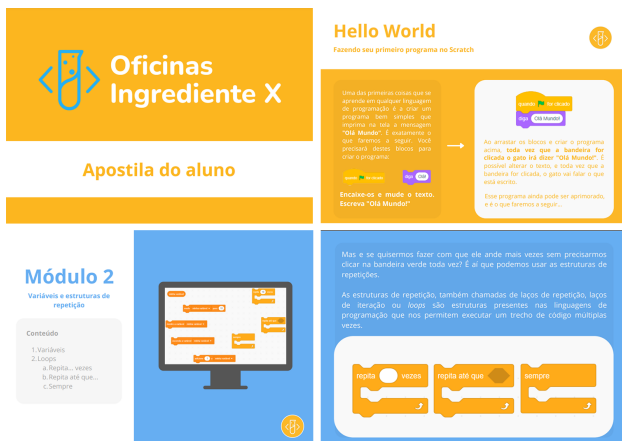 Oficinas
Ingrediente X
Apostila do aluno
Hello World
Fazendo seu primeiro programa no Scratch
Uma das primeiras coisas que se
aprende em qualquer linguagem
de programação é a criar um
programa bem simples que
imprima na tela a mensagem
"Olá Mundo". É exatamente o
que faremos a seguir. Você
precisará destes blocos para
criar o programa:
quando for clicado
diga Olá!
Encaixe-os e mude o texto.
Escreva "Olá Mundo!"
quando for clicado
diga Olá Mundo!
Ao arrastar os blocos e criar o programa
acima, toda vez que a bandeira for
clicada o gato irá dizer "Olá Mundo!". É
possível alterar o texto, e toda vez que a
bandeira for clicada, o gato vai falar o que
está escrito.
Esse programa ainda pode ser aprimorado,
e é o que faremos a seguir...
Módulo 2
Variáveis e estruturas de
repetição
Conteúdo
1.Variáveis
2.Loops
a.Repita... vezes
b.Repita até que...
c.Sempre
Mas e se quisermos fazer com que ele ande mais vezes sem precisarmos
clicar na bandeira verde toda vez? É aí que podemos usar as estruturas de
repetições.
As estruturas de repetição, também chamadas de laços de repetição, laços
de iteração ou loops são estruturas presentes nas linguagens de
programação que nos permitem executar um trecho de código múltiplas
vezes.
repita vezes
repita até que
sempre